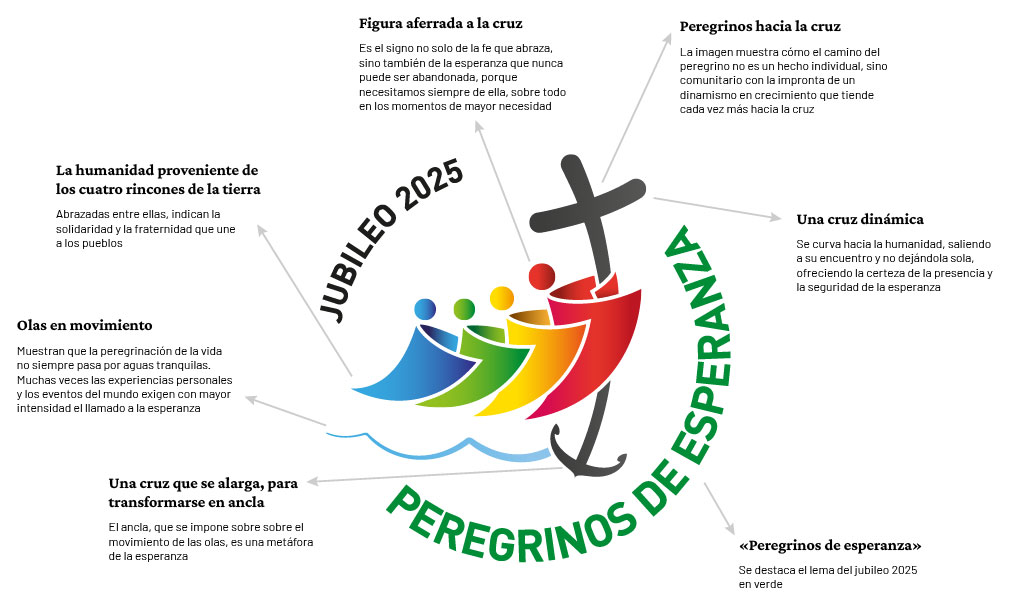 Figura aferrada a la cruz
Es el signo no solo de la fe que abraza,
sino también de la esperanza que nunca
puede ser abandonada, porque
necesitamos siempre de ella, sobre todo
en los momentos de mayor necesidad
Peregrinos hacia la cruz
La imagen muestra cómo el camino del
peregrino no es un hecho individual, sino
comunitario con la impronta de un
dinamismo en crecimiento que tiende
cada vez más hacia la cruz
La humanidad proveniente de
los cuatro rincones de la tierra
Abrazadas entre ellas, indican la
solidaridad y la fraternidad que une
a los pueblos
JUBILEO 2025
Una cruz dinámica
Se curva hacia la humanidad, saliendo
a su encuentro y no dejándola sola,
ofreciendo la certeza de la presencia y
la seguridad de la esperanza
Olas en movimiento
Muestran que la peregrinación de la vida
no siempre pasa por aguas tranquilas.
Muchas veces las experiencias personales
y los eventos del mundo exigen con mayor
intensidad el llamado a la esperanza
PEREGRINOS DE ESPERANZA
Una cruz que se alarga, para
transformarse en ancla
El ancla, que se impone sobre sobre el
movimiento de las olas, es una metáfora
de la esperanza
«Peregrinos de esperanza»
Se destaca el lema del jubileo 2025
en verde